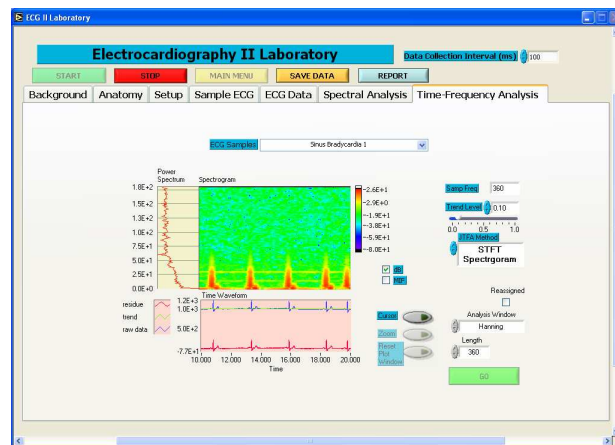 ECG II Laboratory
Electrocardiography II Laboratory
Data Collection Interval (ms) 100
START STOP MAIN MENU SAVE DATA REPORT
Background Anatomy Setup Sample ECG ECG Data Spectral Analysis Time-Frequency Analysis
ECG Samples Sinus Bradycardia 1
Power Spectrum Spectrogram
1.8E+2
1.5E+2
1.3E+2
1.0E+2
7.5E+1
5.0E+1
2.5E+1
0.0E+0
-2.6E+1
-2.9E+0
-1.9E+1
-3.8E+1
-5.9E+1
-8.0E+1
Samp Freq 360
Trend Level 0.10
0.0 0.5 1.0
JTFA Method
STFT
Spectrgoram
dB
Reassigned
Time Waveform
residue
trend
raw data
1.2E+3
1.0E+3
5.0E+2
-7.7E+1
10.000 12.000 14.000 16.000 18.000 20.000
Time
Cursor
Zoom
Reset
Plot
Window
Analysis Window
Hanning
Length
360
GO